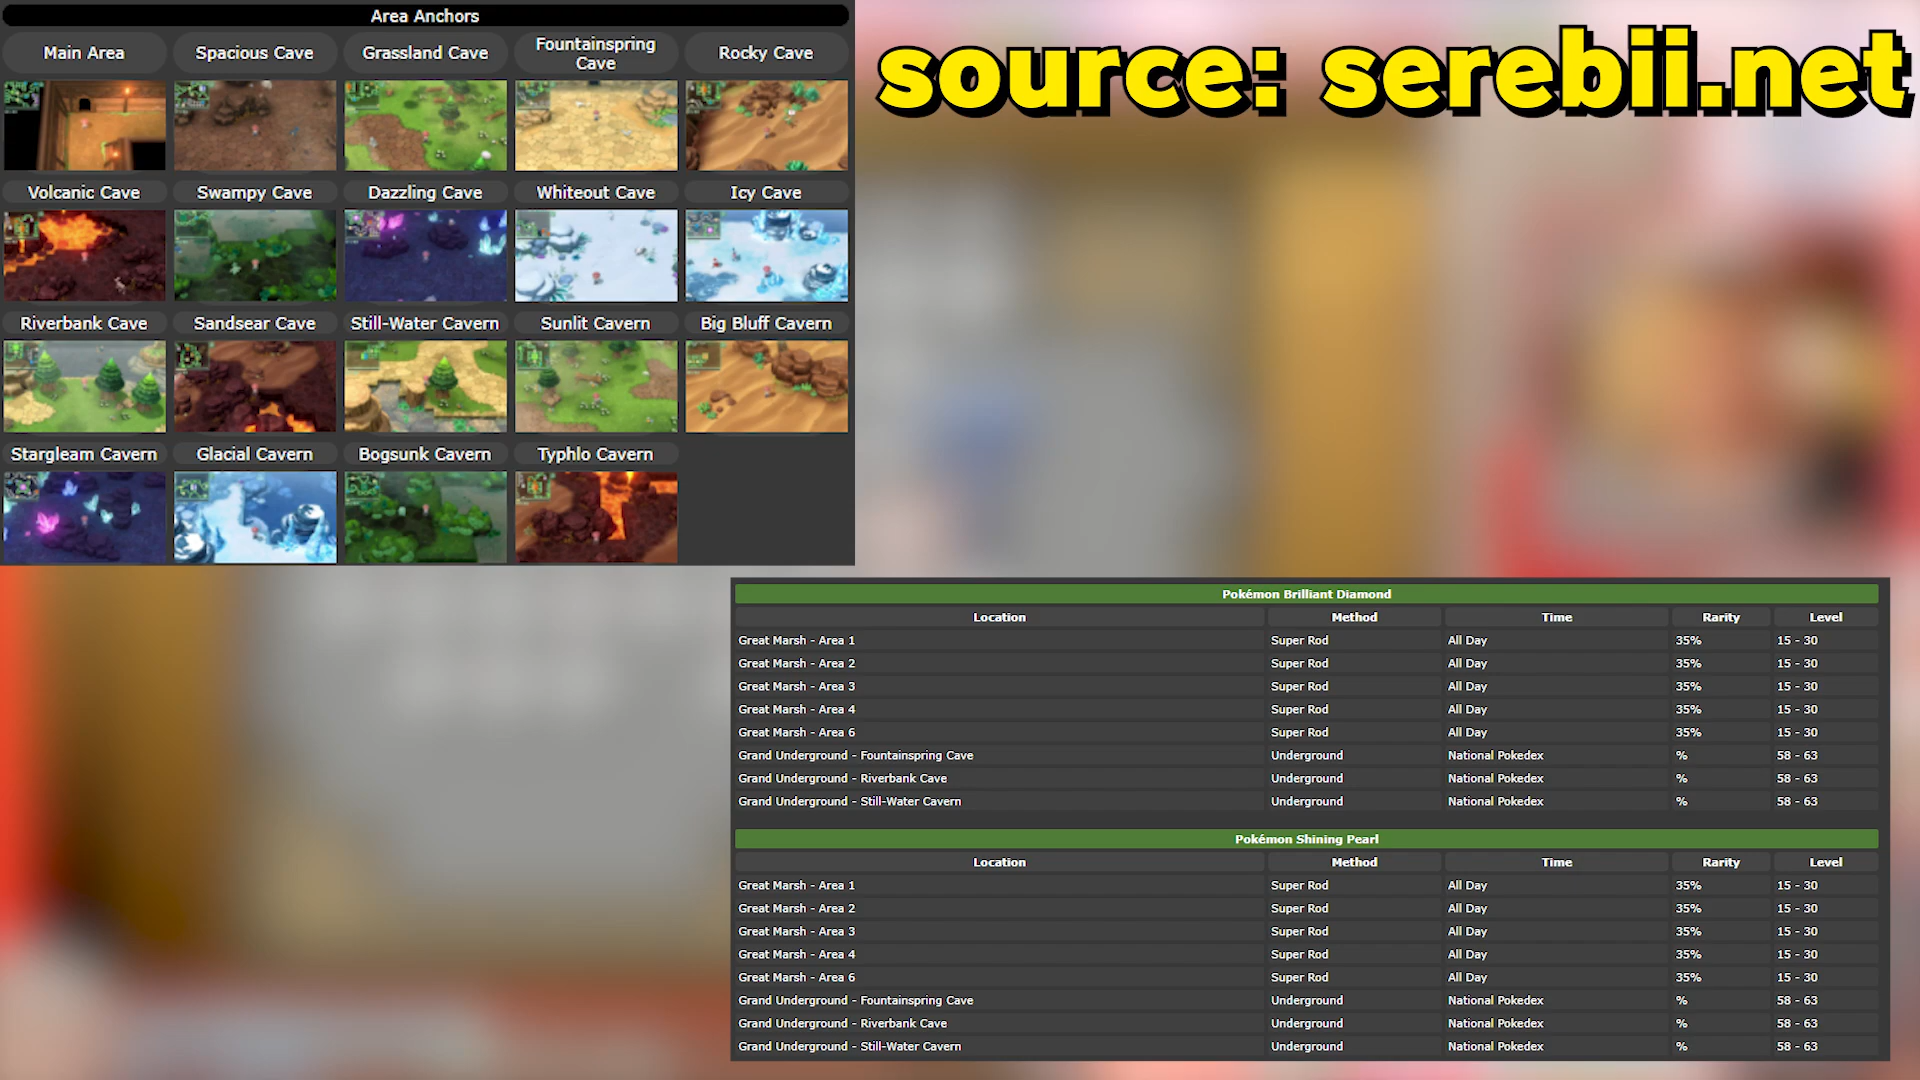 Area Anchors
Main Area
Spacious Cave
Grassland Cave
Fountainspring
Cave
Rocky Cave
Volcanic Cave
Swampy Cave
Dazzling Cave
Whiteout Cave
Icy Cave
Riverbank Cave
Sandsear Cave
Still-Water Cavern
Sunlit Cavern
Big Bluff Cavern
Stargleam Cavern
Glacial Cavern
Bogsunk Cavern
Typhlo Cavern
source: serebii.net
Pokémon Brilliant Diamond
Location Method Time Rarity Level
Great Marsh - Area 1 Super Rod All Day 35% 15 - 30
Great Marsh - Area 2 Super Rod All Day 35% 15 - 30
Great Marsh - Area 3 Super Rod All Day 35% 15 - 30
Great Marsh - Area 4 Super Rod All Day 35% 15 - 30
Great Marsh - Area 6 Super Rod All Day 35% 15 - 30
Grand Underground - Fountainspring Cave Underground National Pokedex % 58 - 63
Grand Underground - Riverbank Cave Underground National Pokedex % 58 - 63
Grand Underground - Still-Water Cavern Underground National Pokedex % 58 - 63
Pokémon Shining Pearl
Location Method Time Rarity Level
Great Marsh - Area 1 Super Rod All Day 35% 15 - 30
Great Marsh - Area 2 Super Rod All Day 35% 15 - 30
Great Marsh - Area 3 Super Rod All Day 35% 15 - 30
Great Marsh - Area 4 Super Rod All Day 35% 15 - 30
Great Marsh - Area 6 Super Rod All Day 35% 15 - 30
Grand Underground - Fountainspring Cave Underground National Pokedex % 58 - 63
Grand Underground - Riverbank Cave Underground National Pokedex % 58 - 63
Grand Underground - Still-Water Cavern Underground National Pokedex % 58 - 63